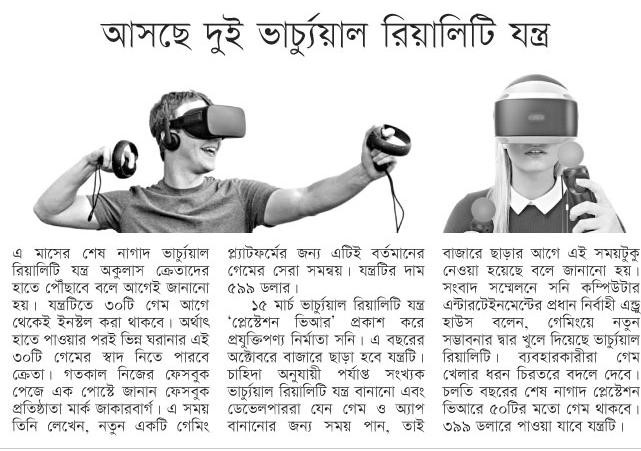 আসছে দুই ভার্চ্যুয়াল রিয়ালিটি যন্ত্র
এ মাসের শেষ নাগাদ ভার্চ্যুয়াল
রিয়ালিটি যন্ত্র অকুলাস ক্রেতাদের
হাতে পৌঁছাবে বলে আগেই জানানো
হয়। যন্ত্রটিতে ৩০টি গেম আগে
থেকেই ইনস্টল করা থাকবে। অর্থাৎ
হাতে পাওয়ার পরই ভিন্ন ঘরানার এই
৩০টি গেমের স্বাদ নিতে পারবে
ক্রেতা। গতকাল নিজের ফেসবুক
পেজে এক পোস্টে জানান ফেসবুক
প্রতিষ্ঠাতা মার্ক জাকারবার্গ। এ সময়
তিনি লেখেন, নতুন একটি গেমিং
প্ল্যাটফর্মের জন্য এটিই বর্তমানের
গেমের সেরা সমন্বয়। যন্ত্রটির দাম
৫৯৯ ডলার।
১৫ মার্চ ভার্চ্যুয়াল রিয়ালিটি যন্ত্র
‘প্লেস্টেশন ভিআর’ প্রকাশ করে
প্রযুক্তিপণ্য নির্মাতা সনি। এ বছরের
অক্টোবরে বাজারে ছাড়া হবে যন্ত্রটি।
চাহিদা অনুযায়ী পর্যাপ্ত সংখ্যক
ভার্চ্যুয়াল রিয়ালিটি যন্ত্র বানানো এবং
ডেভেলপাররা যেন গেম ও অ্যাপ
বানানোর জন্য সময় পান, তাই
বাজারে ছাড়ার আগে এই সময়টুকু
নেওয়া হয়েছে বলে জানানো হয়।
সংবাদ সম্মেলনে সনি কম্পিউটার
এন্টারটেইনমেন্টের প্রধান নির্বাহী এন্ড্রু
হাউস বলেন, গেমিংয়ে নতুন
সম্ভাবনার দ্বার খুলে দিয়েছে ভার্চ্যুয়াল
রিয়ালিটি। ব্যবহারকারীরা গেম
খেলার ধরন চিরতরে বদলে দেবে।
চলতি বছরের শেষ নাগাদ প্লেস্টেশন
ভিআরে ৫০টির মতো গেম থাকবে।
৩৯৯ ডলারে পাওয়া যাবে যন্ত্রটি।